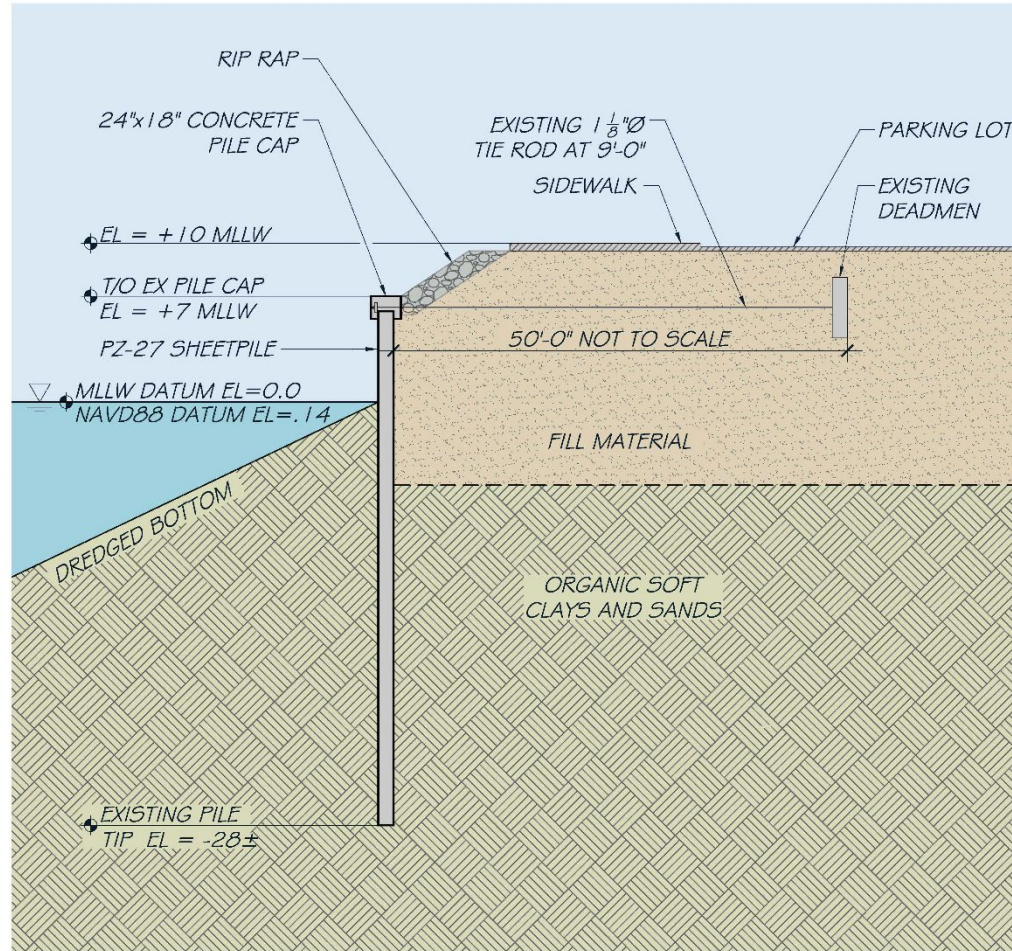 RIP RAP
24"x18" CONCRETE
PILE CAP
EXISTING 1 1/8"Ø
TIE ROD AT 9'-0"
SIDEWALK
PARKING LOT
EXISTING
DEADMEN
EL = +10 MLLW
T/O EX PILE CAP
EL = +7 MLLW
PZ-27 SHEETPILE
50'-0" NOT TO SCALE
MLLW DATUM EL=0.0
NAVD88 DATUM EL=.14
FILL MATERIAL
DREDGED BOTTOM
ORGANIC SOFT
CLAYS AND SANDS
EXISTING PILE
TIP EL = -28±